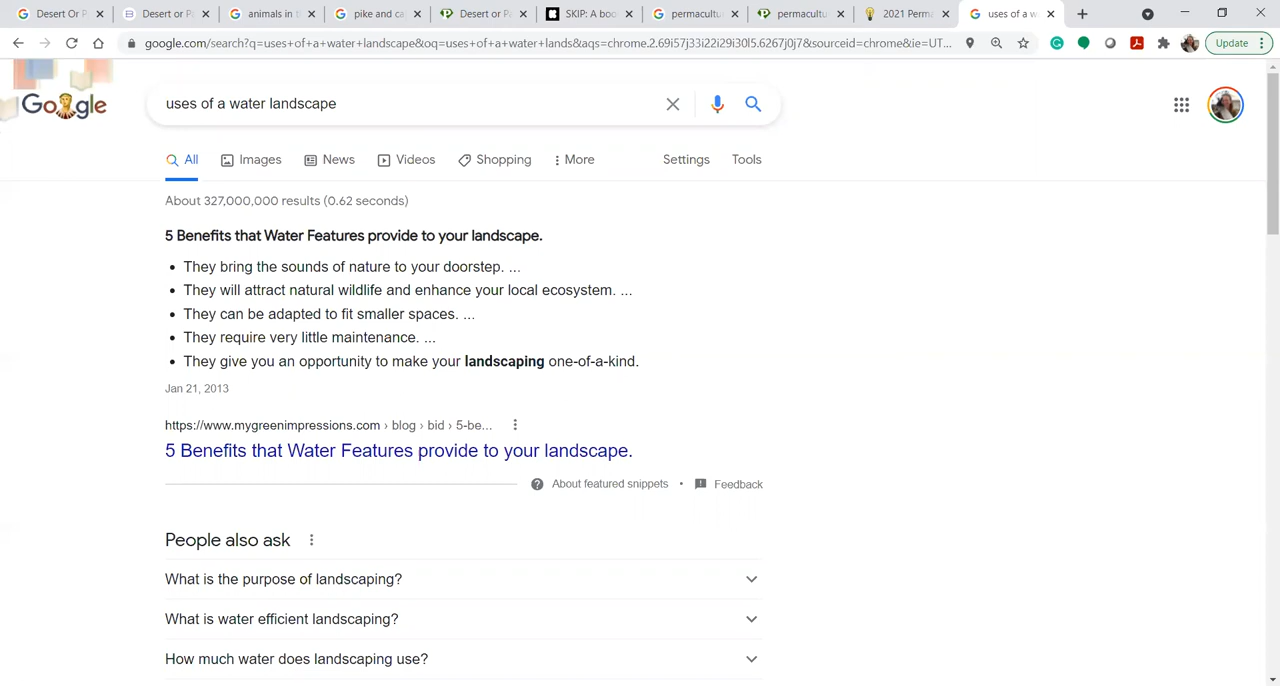 Desert Or P
Desert or Pa
animals in t
pike and ca
Desert or Pa
SKIP: A boo
permacultu
permacultu
2021 Perma
uses of a w
google.com/search?q=uses+of+a+water+landscape&oq=uses+of+a+water+lands&aqs=chrome.2.69i57j33i22i29i30l5.6267j0j7&sourceid=chrome&ie=UT...
Update
Google
uses of a water landscape
All
Images
News
Videos
Shopping
More
Settings
Tools
About 327,000,000 results (0.62 seconds)
5 Benefits that Water Features provide to your landscape.
• They bring the sounds of nature to your doorstep. ...
• They will attract natural wildlife and enhance your local ecosystem. ...
• They can be adapted to fit smaller spaces. ...
• They require very little maintenance. ...
• They give you an opportunity to make your landscaping one-of-a-kind.
Jan 21, 2013
https://www.mygreenimpressions.com › blog › bid › 5-be...
5 Benefits that Water Features provide to your landscape.
About featured snippets • Feedback
People also ask
What is the purpose of landscaping?
What is water efficient landscaping?
How much water does landscaping use?